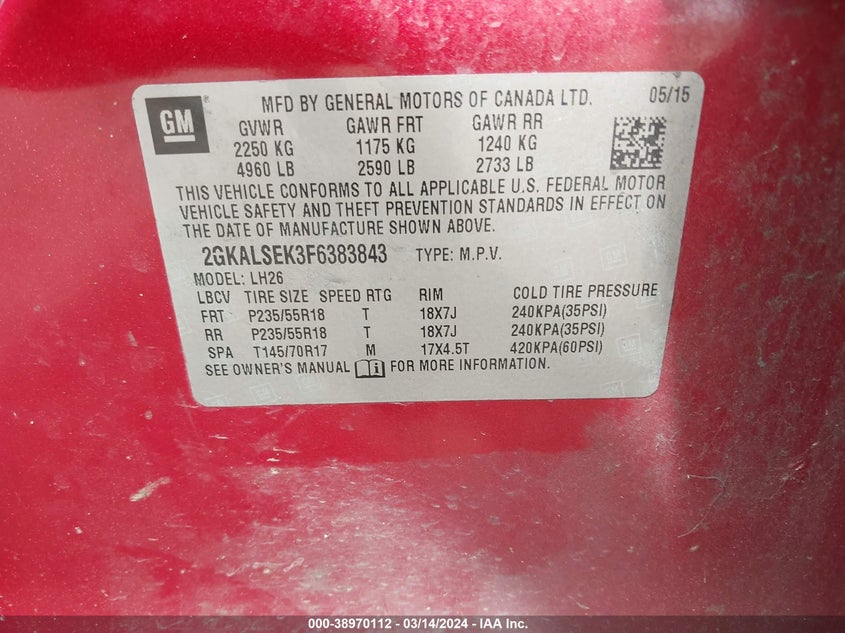 GM
MFD BY GENERAL MOTORS OF CANADA LTD. 05/15
GVWR GAWR FRT GAWR RR
2250 KG 1175 KG 1240 KG
4960 LB 2590 LB 2733 LB
THIS VEHICLE CONFORMS TO ALL APPLICABLE U.S. FEDERAL MOTOR
VEHICLE SAFETY AND THEFT PREVENTION STANDARDS IN EFFECT ON
THE DATE OF MANUFACTURE SHOWN ABOVE.
2GKALSEK3F6383843 TYPE: M.P.V.
MODEL: LH26
LBCV TIRE SIZE SPEED RTG RIM COLD TIRE PRESSURE
FRT P235/55R18 T 18X7J 240KPA(35PSI)
RR P235/55R18 T 18X7J 240KPA(35PSI)
SPA T145/70R17 M 17X4.5T 420KPA(60PSI)
SEE OWNER'S MANUAL FOR MORE INFORMATION.
000-38970112 - 03/14/2024 - IAA Inc.